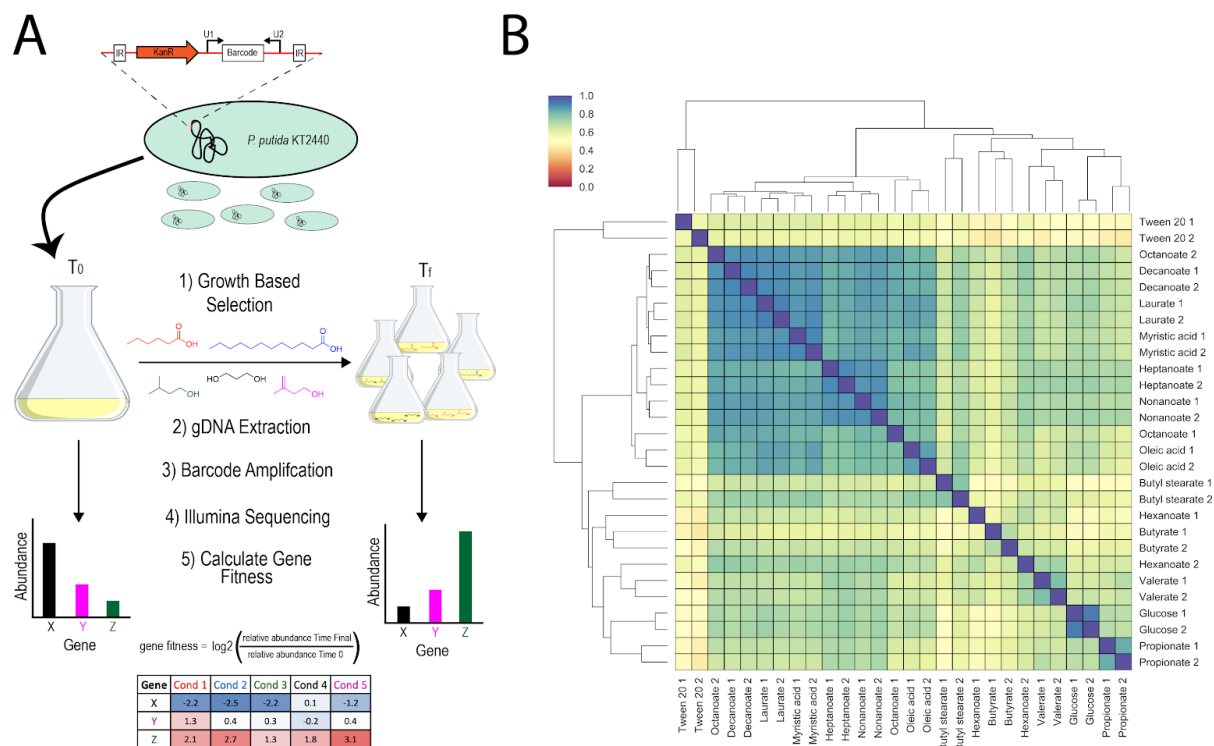 A
IR
KanR
U1
Barcode
U2
IR
P. putida KT2440
T0
Tf
1) Growth Based
Selection
O
OH
O
OH
OH
HO
OH
OH
2) gDNA Extraction
3) Barcode Amplifcation
4) Illumina Sequencing
5) Calculate Gene
Fitness
Abundance
X Y Z
Gene
Abundance
X Y Z
Gene
gene fitness = log2 ( relative abundance Time Final
relative abundance Time 0 )
Gene Cond 1 Cond 2 Cond 3 Cond 4 Cond 5
X -2.2 -2.5 -2.2 0.1 -1.2
Y 1.3 0.4 0.3 -0.2 0.4
Z 2.1 2.7 1.3 1.8 3.1
B
1.0
0.8
0.6
0.4
0.2
0.0
Tween 20 1
Tween 20 2
Octanoate 2
Decanoate 1
Decanoate 2
Laurate 1
Laurate 2
Myristic acid 1
Myristic acid 2
Heptanoate 1
Heptanoate 2
Nonanoate 1
Nonanoate 2
Octanoate 1
Oleic acid 1
Oleic acid 2
Butyl stearate 1
Butyl stearate 2
Hexanoate 1
Butyrate 1
Butyrate 2
Hexanoate 2
Valerate 1
Valerate 2
Glucose 1
Glucose 2
Propionate 1
Propionate 2
Tween 20 1
Tween 20 2
Octanoate 2
Decanoate 1
Decanoate 2
Laurate 1
Laurate 2
Myristic acid 1
Myristic acid 2
Heptanoate 1
Heptanoate 2
Nonanoate 1
Nonanoate 2
Octanoate 1
Oleic acid 1
Oleic acid 2
Butyl stearate 1
Butyl stearate 2
Hexanoate 1
Butyrate 1
Butyrate 2
Hexanoate 2
Valerate 1
Valerate 2
Glucose 1
Glucose 2
Propionate 1
Propionate 2